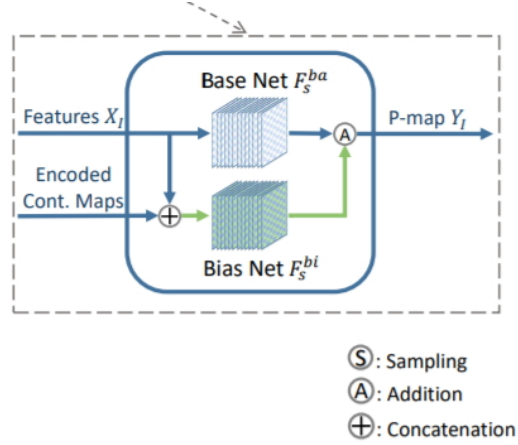 Base Net F_s^{ba}
Features X_I
A
P-map Y_I
Encoded
Cont. Maps
Bias Net F_s^{bi}
S: Sampling
A: Addition
+: Concatenation